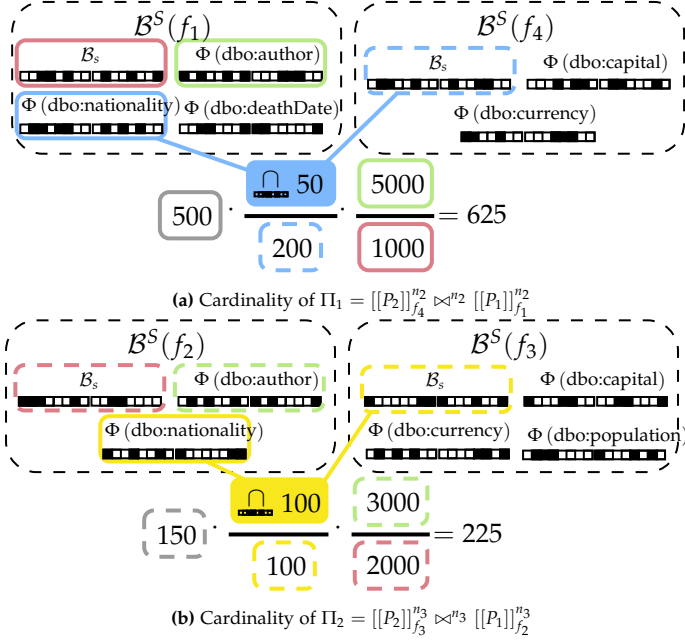 𝓑^S(f₁) 𝓑^S(f₄)
𝓑ₛ Φ (dbo:author) 𝓑ₛ Φ (dbo:capital)
Φ (dbo:nationality) Φ (dbo:deathDate) Φ (dbo:currency)
⋂ 50 5000
500 · · = 625
200 1000
(a) Cardinality of Π₁ = [[P₂]]^{n₂}_{f₄} ⋈^{n₂} [[P₁]]^{n₂}_{f₁}
𝓑^S(f₂) 𝓑^S(f₃)
𝓑ₛ Φ (dbo:author) 𝓑ₛ Φ (dbo:capital)
Φ (dbo:nationality) Φ (dbo:currency) Φ (dbo:population)
⋂ 100 3000
150 · · = 225
100 2000
(b) Cardinality of Π₂ = [[P₂]]^{n₃}_{f₃} ⋈^{n₃} [[P₁]]^{n₃}_{f₂}